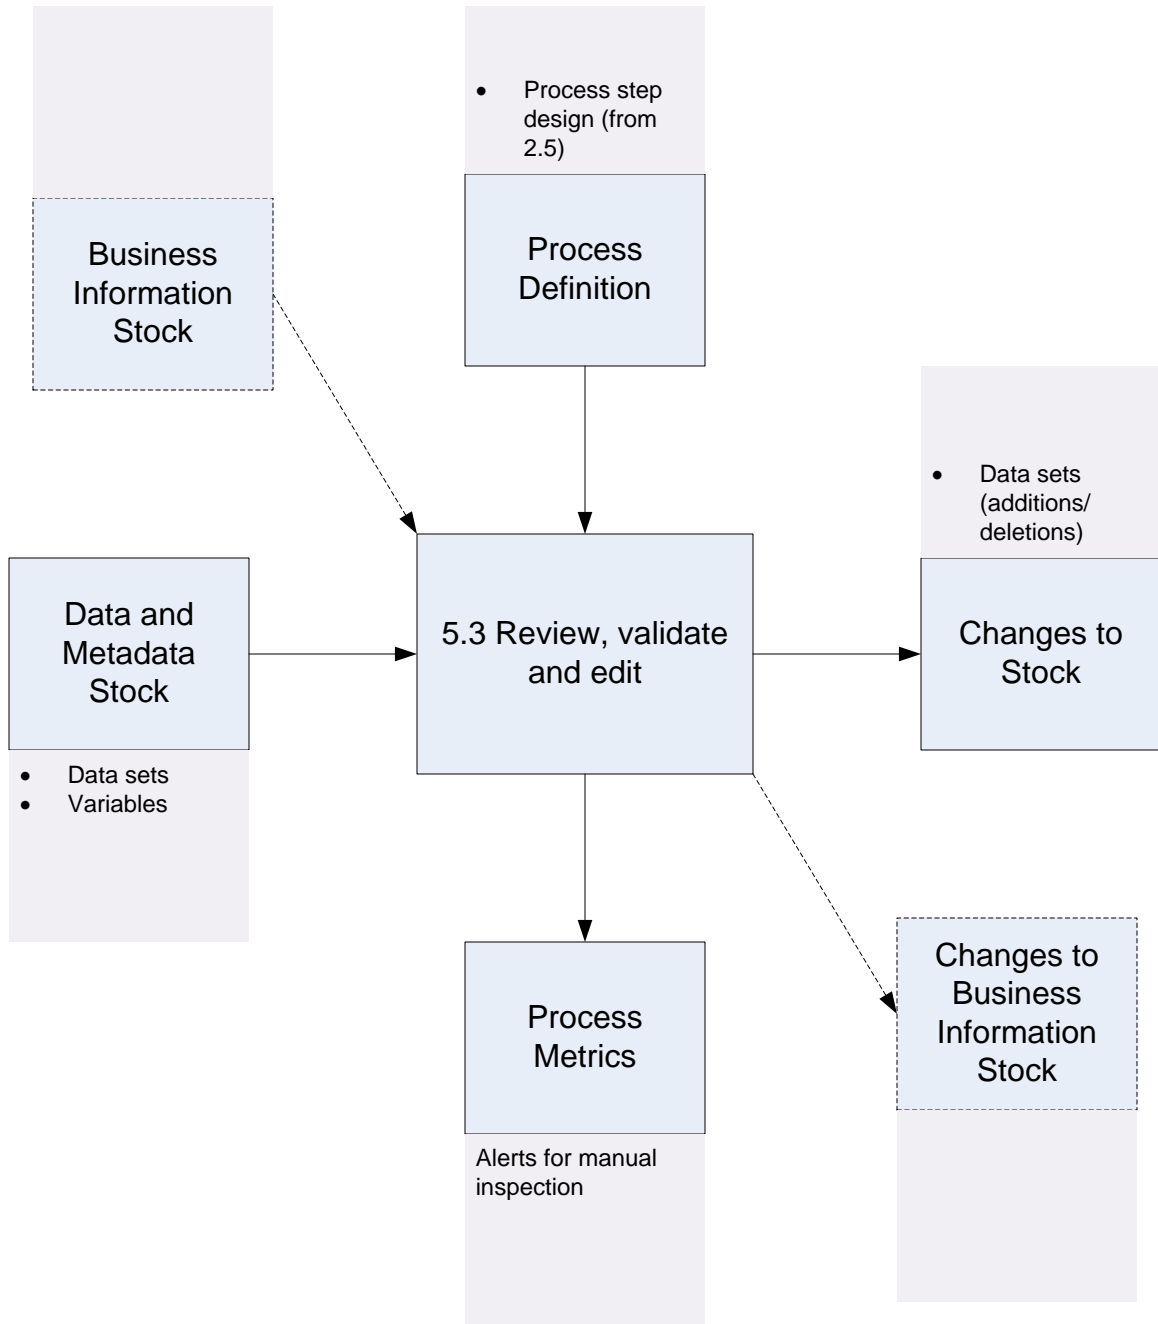 • Process step
design (from
2.5)
Business
Information
Stock
Process
Definition
• Data sets
(additions/
deletions)
Data and
Metadata
Stock
5.3 Review, validate
and edit
Changes to
Stock
• Data sets
• Variables
Process
Metrics
Changes to
Business
Information
Stock
Alerts for manual
inspection